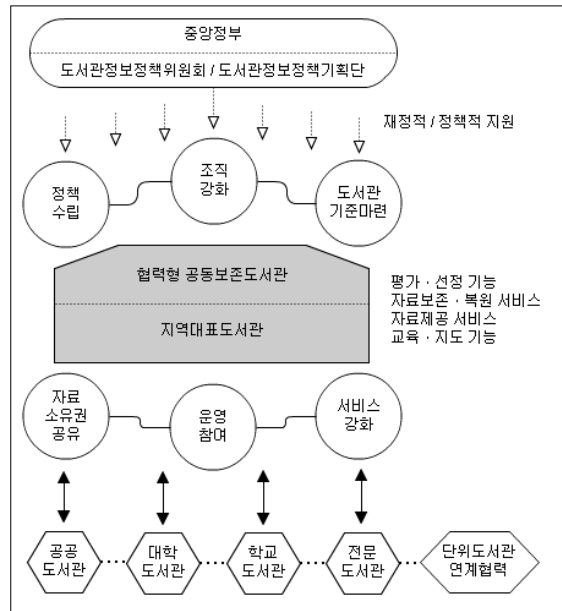 중앙정부
도서관정보정책위원회 / 도서관정보정책기획단
재정적 / 정책적 지원
정책
수립
조직
강화
도서관
기준마련
협력형 공동보존도서관
지역대표도서관
평가 · 선정 기능
자료보존 · 복원 서비스
자료제공 서비스
교육 · 지도 기능
자료
소유권
공유
운영
참여
서비스
강화
공공
도서관
대학
도서관
학교
도서관
전문
도서관
단위도서관
연계협력